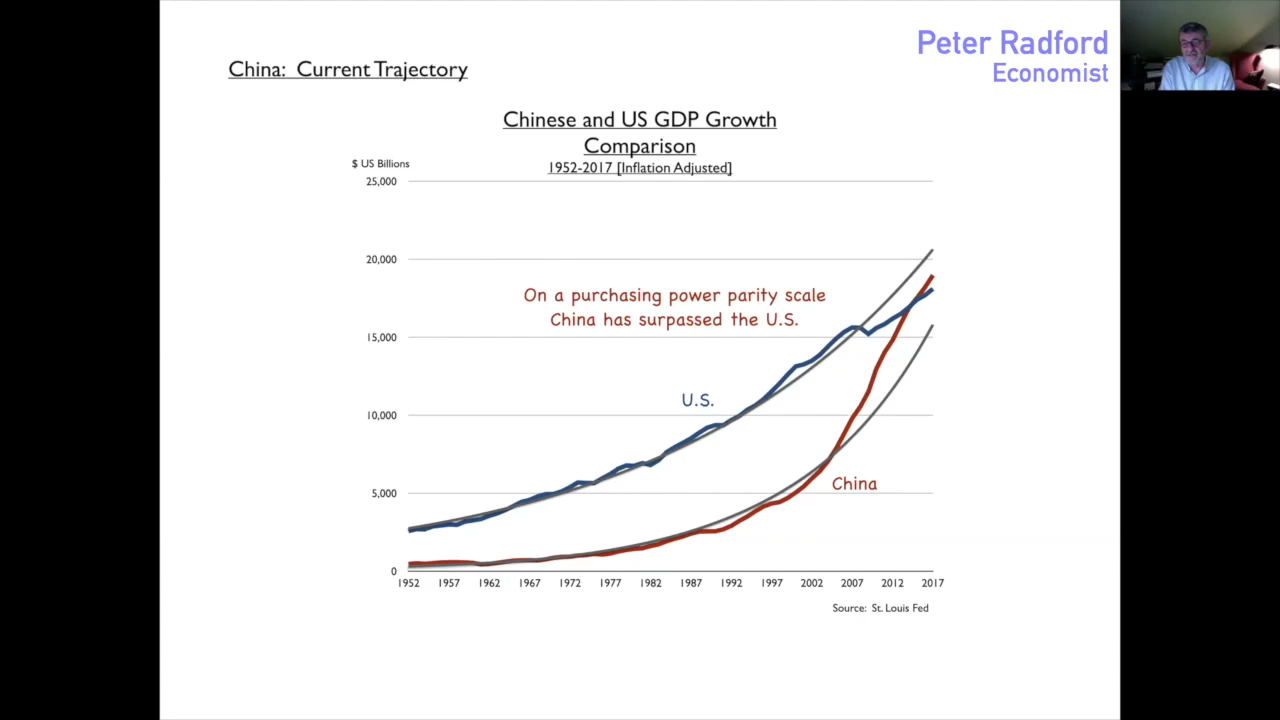 Peter Radford
Economist
China: Current Trajectory
Chinese and US GDP Growth
Comparison
1952-2017 [Inflation Adjusted]
$ US Billions
25,000
20,000
15,000
10,000
5,000
0
On a purchasing power parity scale
China has surpassed the U.S.
U.S.
China
1952 1957 1962 1967 1972 1977 1982 1987 1992 1997 2002 2007 2012 2017
Source: St. Louis Fed